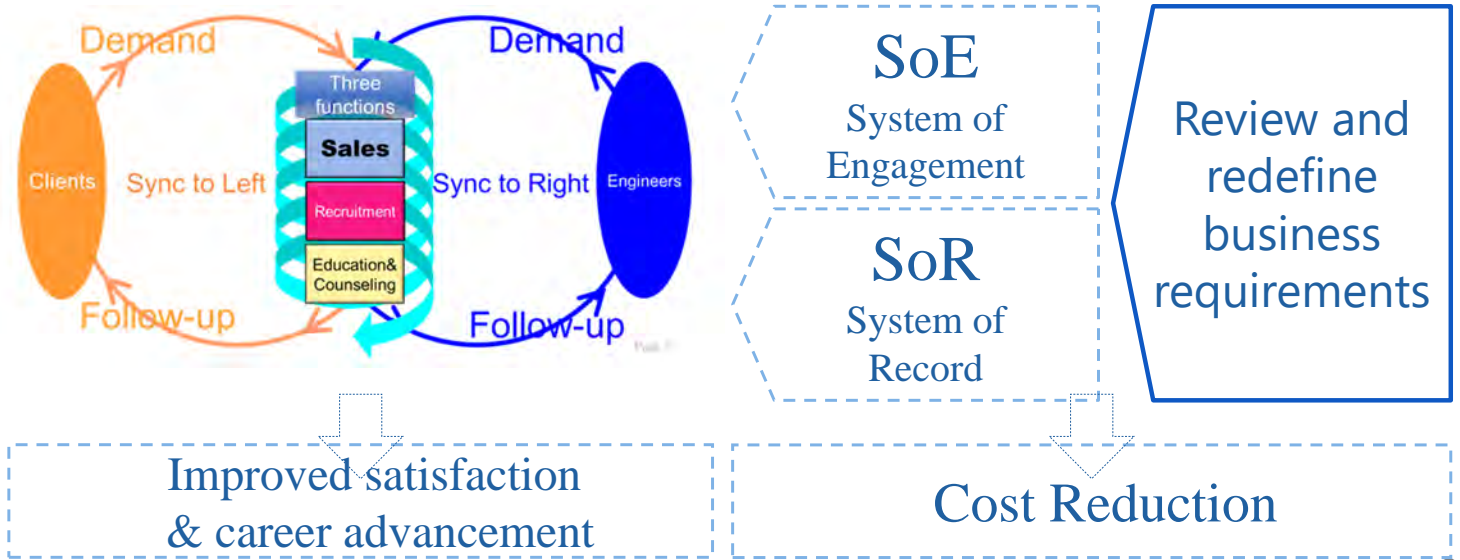 Demand
Demand
Three
functions
Sales
Clients
Sync to Left
Sync to Right
Engineers
Recruitment
Education&
Counseling
Follow-up
Follow-up
SoE
System of
Engagement
SoR
System of
Record
Review and
redefine
business
requirements
Improved satisfaction
& career advancement
Cost Reduction